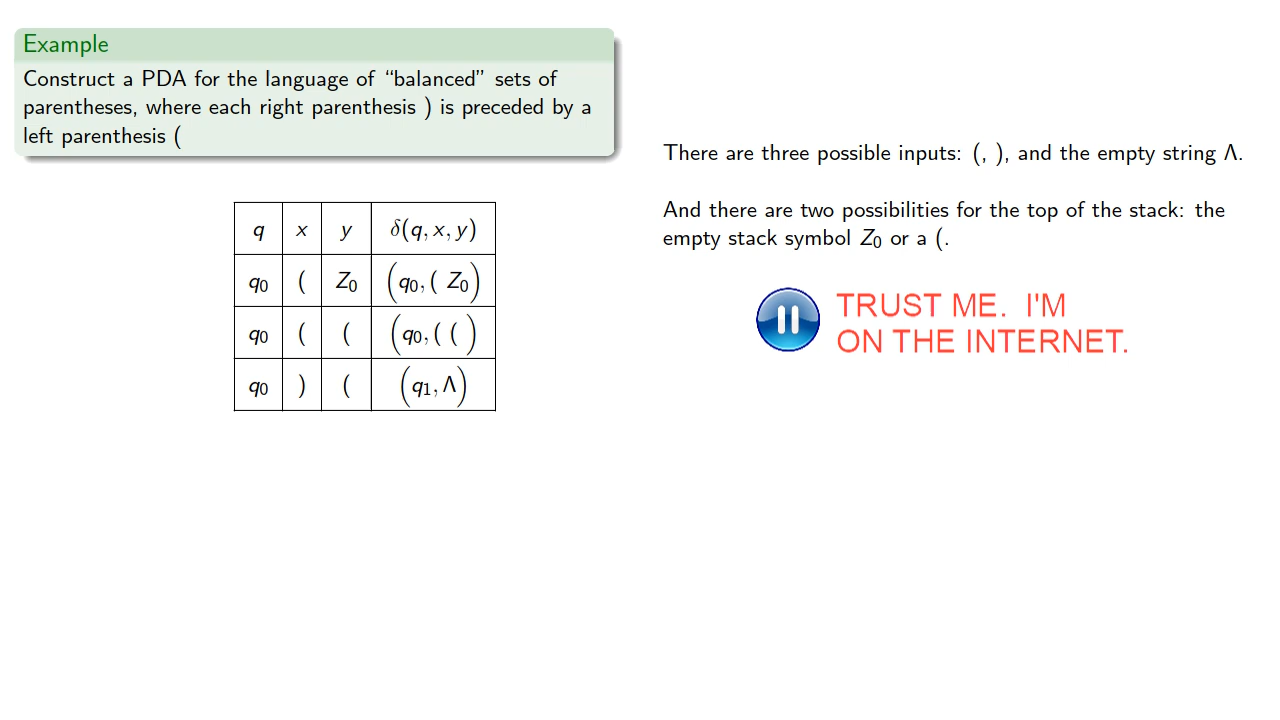 Example
Construct a PDA for the language of “balanced” sets of
parentheses, where each right parenthesis ) is preceded by a
left parenthesis (
There are three possible inputs: (, ), and the empty string Λ.
And there are two possibilities for the top of the stack: the
empty stack symbol Z₀ or a (.
q x y δ(q, x, y)
q₀ ( Z₀ (q₀, ( Z₀)
q₀ ( ( (q₀, ( ( )
q₀ ) ( (q₁, Λ)
TRUST ME. I'M
ON THE INTERNET.